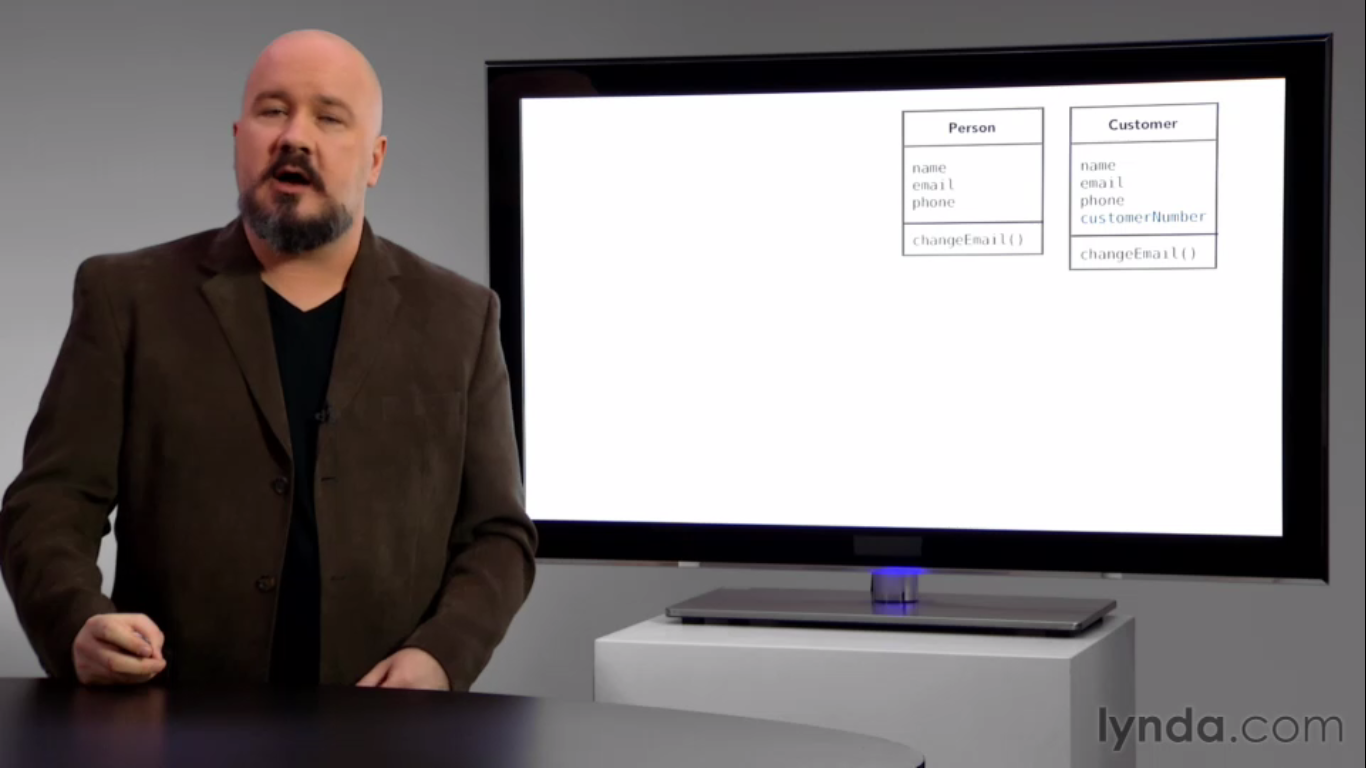 Person
name
email
phone
changeEmail()
Customer
name
email
phone
customerNumber
changeEmail()
lynda.com